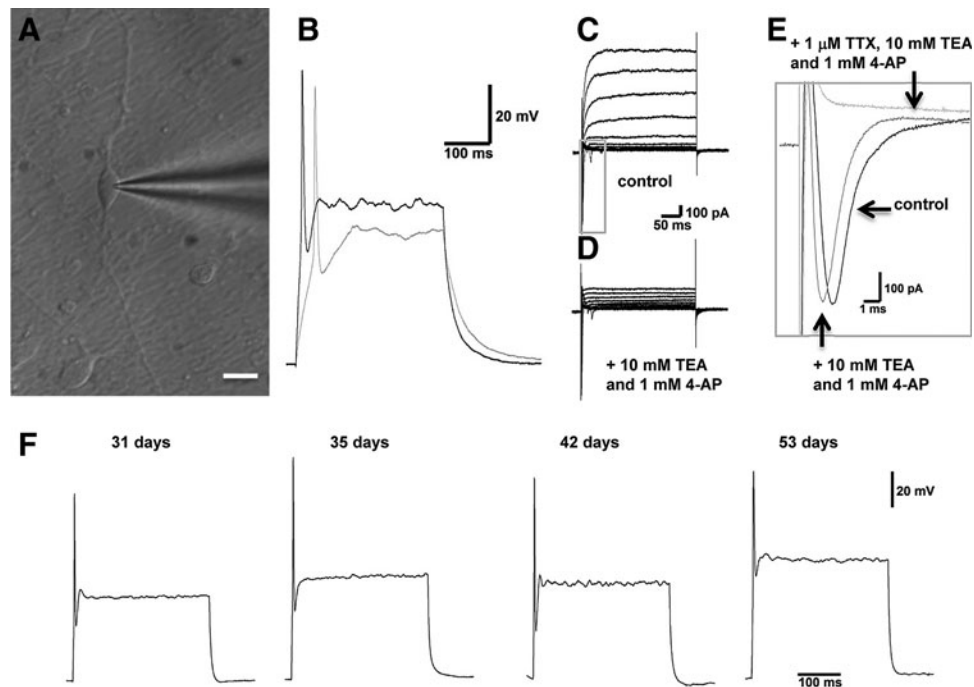 A
B
20 mV
100 ms
C
control
100 pA
50 ms
D
+ 10 mM TEA
and 1 mM 4-AP
E
+ 1 μM TTX, 10 mM TEA
and 1 mM 4-AP
control
100 pA
1 ms
+ 10 mM TEA
and 1 mM 4-AP
F
31 days
35 days
42 days
53 days
20 mV
100 ms